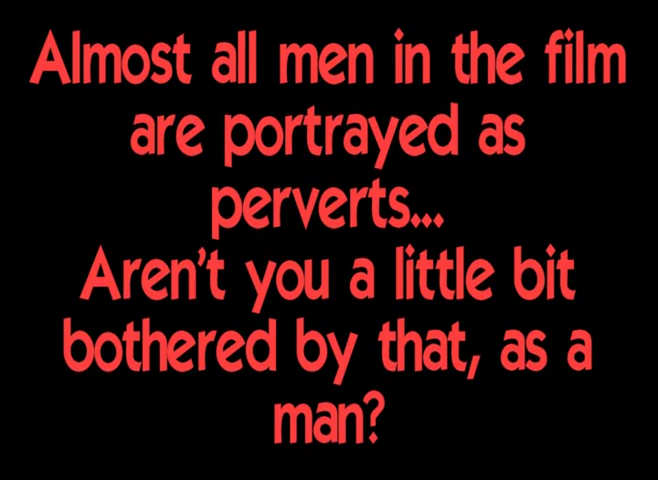 Almost all men in the film
are portrayed as
perverts...
Aren't you a little bit
bothered by that, as a
man?